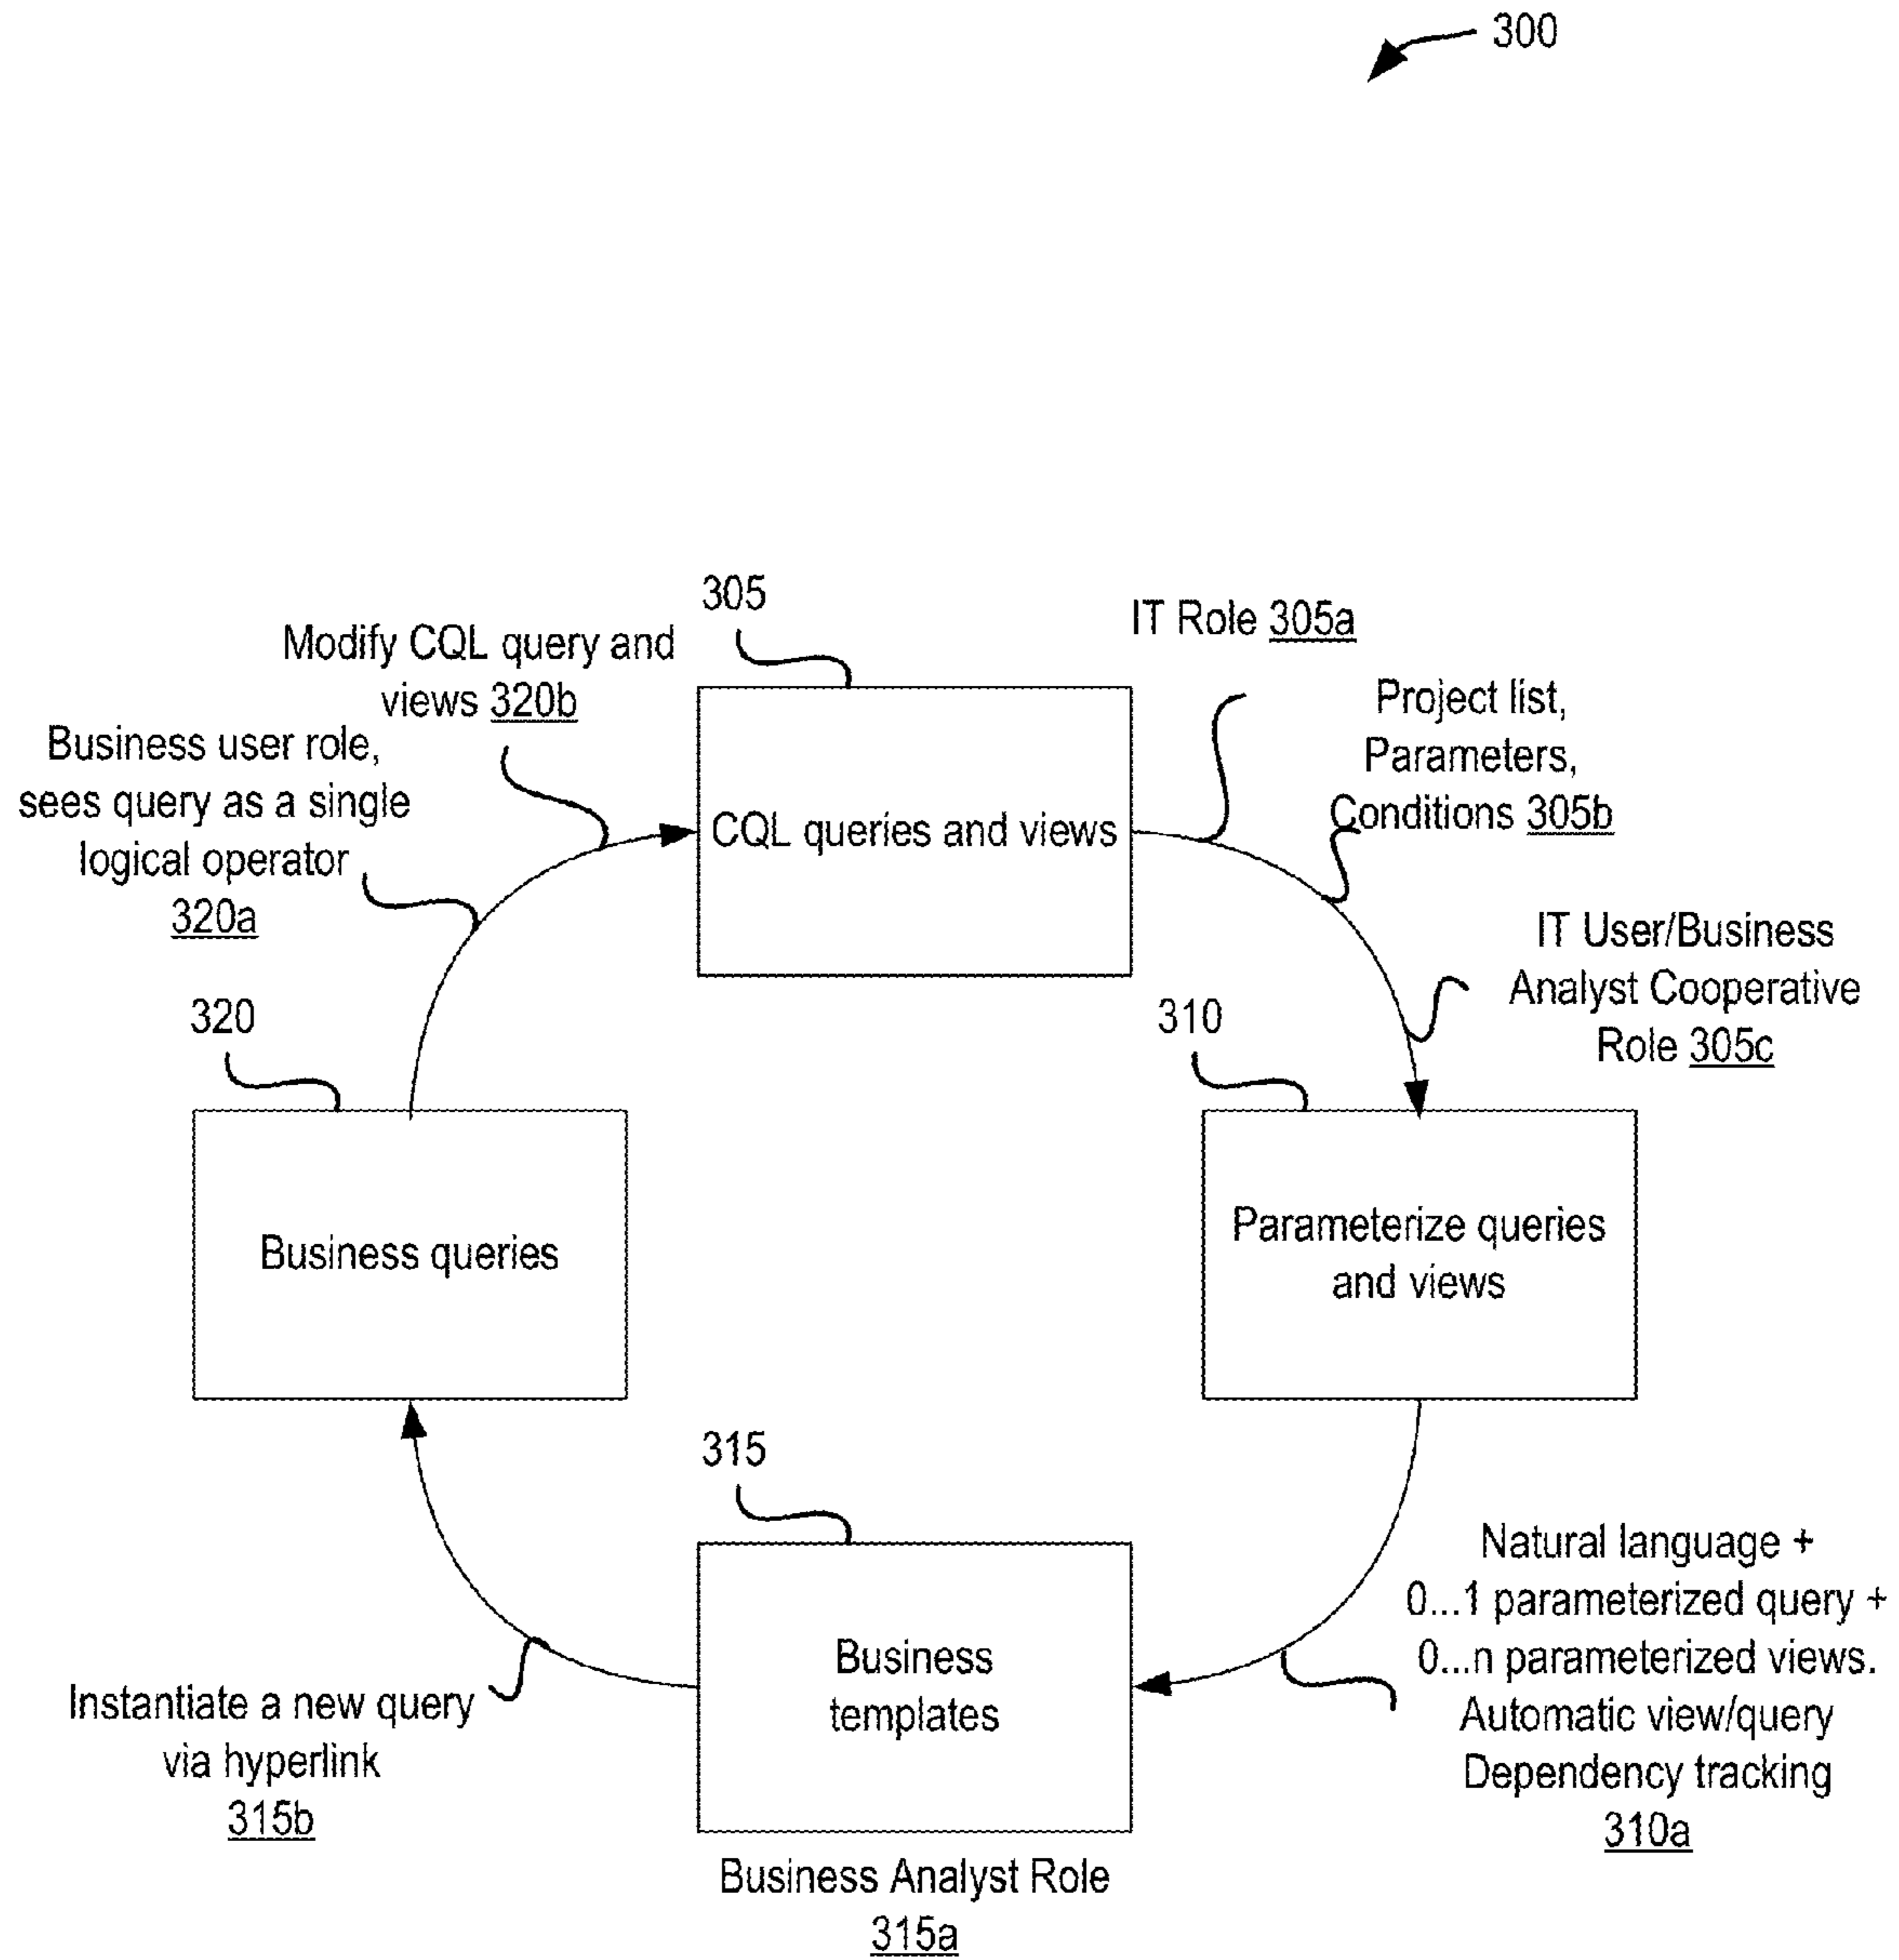 300
305
IT Role 305a
Modify CQL query and
views 320b
Project list,
Parameters,
Conditions 305b
Business user role,
sees query as a single
logical operator
320a
CQL queries and views
IT User/Business
Analyst Cooperative
Role 305c
320
310
Business queries
Parameterize queries
and views
315
Business
templates
Natural language +
0...1 parameterized query +
0...n parameterized views.
Automatic view/query
Dependency tracking
310a
Instantiate a new query
via hyperlink
315b
Business Analyst Role
315a